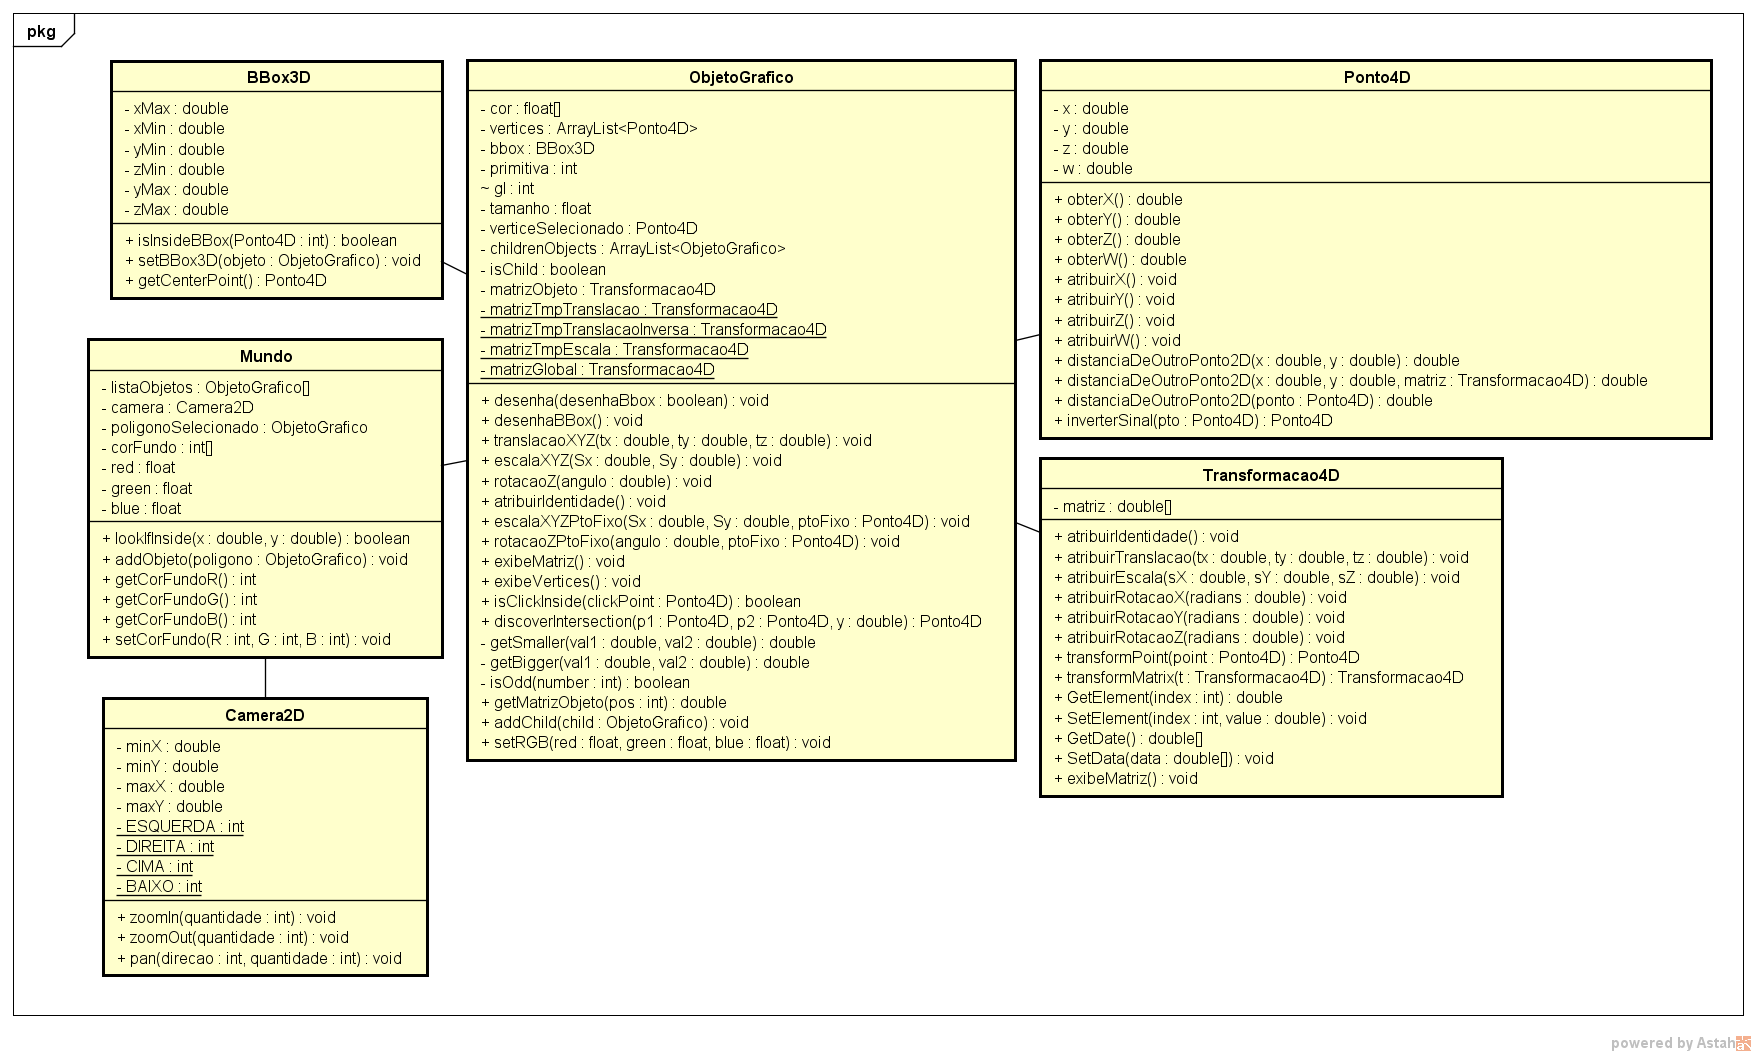 pkg
BBox3D
- xMax : double
- xMin : double
- yMin : double
- zMin : double
- yMax : double
- zMax : double
+ isInsideBBox(Ponto4D : int) : boolean
+ setBBox3D(objeto : ObjetoGrafico) : void
+ getCenterPoint() : Ponto4D
Mundo
- listaObjetos : ObjetoGrafico[]
- camera : Camera2D
- poligonoSelecionado : ObjetoGrafico
- corFundo : int[]
- red : float
- green : float
- blue : float
+ lookIfInside(x : double, y : double) : boolean
+ addObjeto(poligono : ObjetoGrafico) : void
+ getCorFundoR() : int
+ getCorFundoG() : int
+ getCorFundoB() : int
+ setCorFundo(R : int, G : int, B : int) : void
Camera2D
- minX : double
- minY : double
- maxX : double
- maxY : double
- ESQUERDA : int
- DIREITA : int
- CIMA : int
- BAIXO : int
+ zoomIn(quantidade : int) : void
+ zoomOut(quantidade : int) : void
+ pan(direcao : int, quantidade : int) : void
ObjetoGrafico
- cor : float[]
- vertices : ArrayList<Ponto4D>
- bbox : BBox3D
- primitiva : int
~ gl : int
- tamanho : float
- verticeSelecionado : Ponto4D
- childrenObjects : ArrayList<ObjetoGrafico>
- isChild : boolean
- matrizObjeto : Transformacao4D
- matrizTmpTranslacao : Transformacao4D
- matrizTmpTranslacaoInversa : Transformacao4D
- matrizTmpEscala : Transformacao4D
- matrizGlobal : Transformacao4D
+ desenha(desenhaBbox : boolean) : void
+ desenhaBBox() : void
+ translacaoXYZ(tx : double, ty : double, tz : double) : void
+ escalaXYZ(Sx : double, Sy : double) : void
+ rotacaoZ(angulo : double) : void
+ atribuirIdentidade() : void
+ escalaXYZPtoFixo(Sx : double, Sy : double, ptoFixo : Ponto4D) : void
+ rotacaoZPtoFixo(angulo : double, ptoFixo : Ponto4D) : void
+ exibeMatriz() : void
+ exibeVertices() : void
+ isClickInside(clickPoint : Ponto4D) : boolean
+ discoverIntersection(p1 : Ponto4D, p2 : Ponto4D, y : double) : Ponto4D
- getSmaller(val1 : double, val2 : double) : double
- getBigger(val1 : double, val2 : double) : double
- isOdd(number : int) : boolean
+ getMatrizObjeto(pos : int) : double
+ addChild(child : ObjetoGrafico) : void
+ setRGB(red : float, green : float, blue : float) : void
Ponto4D
- x : double
- y : double
- z : double
- w : double
+ obterX() : double
+ obterY() : double
+ obterZ() : double
+ obterW() : double
+ atribuirX() : void
+ atribuirY() : void
+ atribuirZ() : void
+ atribuirW() : void
+ distanciaDeOutroPonto2D(x : double, y : double) : double
+ distanciaDeOutroPonto2D(x : double, y : double, matriz : Transformacao4D) : double
+ distanciaDeOutroPonto2D(ponto : Ponto4D) : double
+ inverterSinal(pto : Ponto4D) : Ponto4D
Transformacao4D
- matriz : double[]
+ atribuirIdentidade() : void
+ atribuirTranslacao(tx : double, ty : double, tz : double) : void
+ atribuirEscala(sX : double, sY : double, sZ : double) : void
+ atribuirRotacaoX(radians : double) : void
+ atribuirRotacaoY(radians : double) : void
+ atribuirRotacaoZ(radians : double) : void
+ transformPoint(point : Ponto4D) : Ponto4D
+ transformMatrix(t : Transformacao4D) : Transformacao4D
+ GetElement(index : int) : double
+ SetElement(index : int, value : double) : void
+ GetDate() : double[]
+ SetData(data : double[]) : void
+ exibeMatriz() : void
powered by Astah